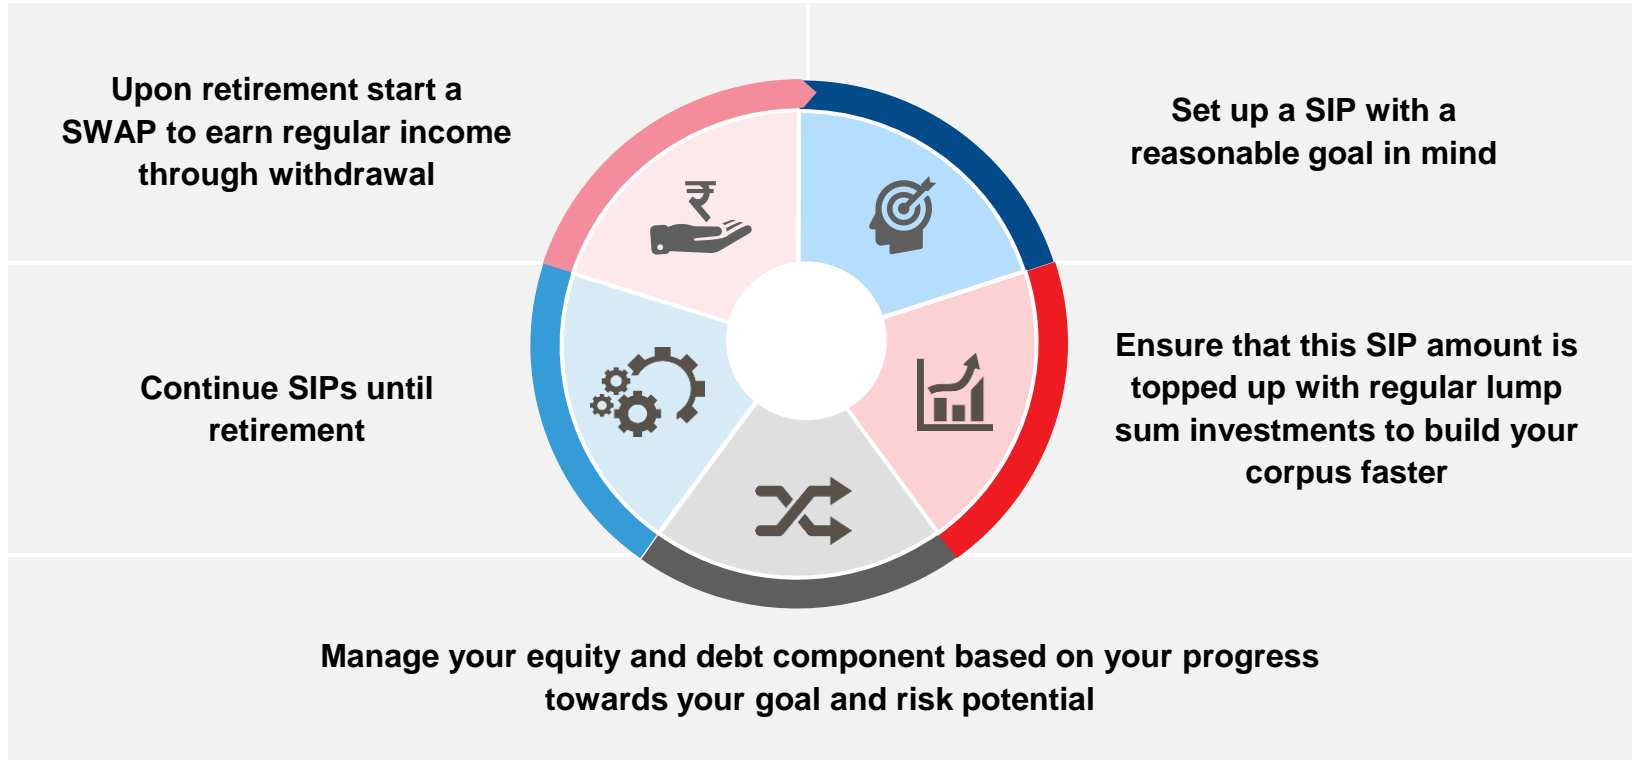 Upon retirement start a
SWAP to earn regular income
through withdrawal
Set up a SIP with a
reasonable goal in mind
₹
Continue SIPs until
retirement
Ensure that this SIP amount is
topped up with regular lump
sum investments to build your
corpus faster
Manage your equity and debt component based on your progress
towards your goal and risk potential